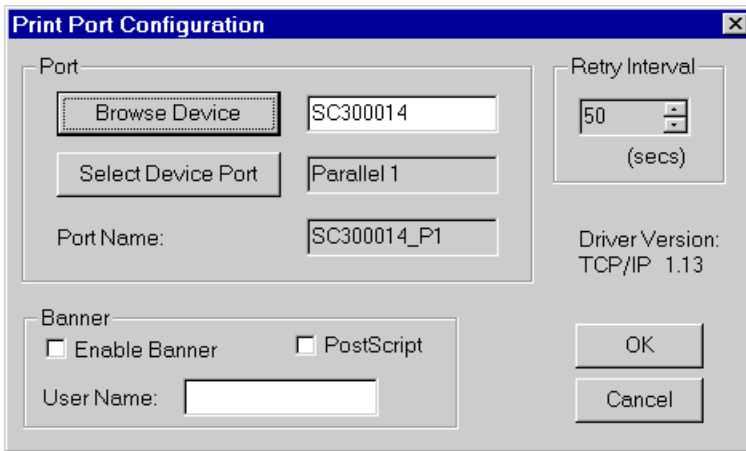 Print Port Configuration
Port
Browse Device
SC300014
Select Device Port
Parallel 1
Port Name:
SC300014_P1
Retry Interval
50
(secs)
Driver Version:
TCP/IP 1.13
Banner
Enable Banner
PostScript
User Name:
OK
Cancel